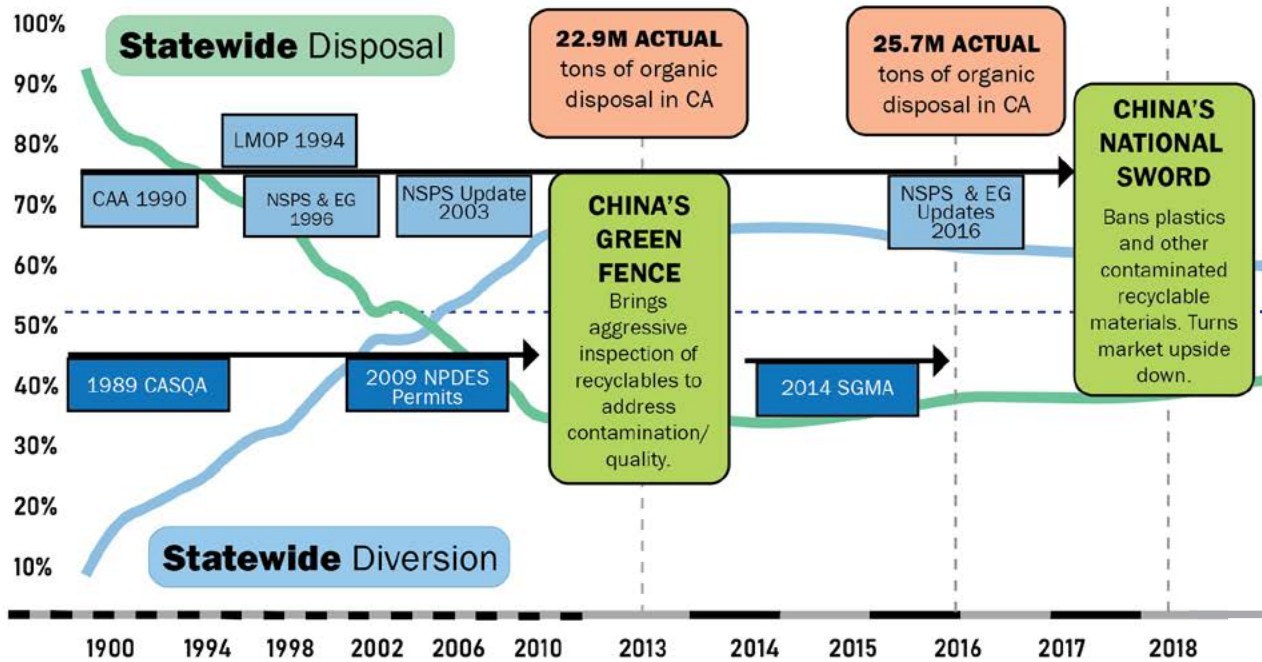 100%
90%
80%
70%
60%
50%
40%
30%
20%
10%
Statewide Disposal
22.9M ACTUAL
tons of organic
disposal in CA
25.7M ACTUAL
tons of organic
disposal in CA
LMOP 1994
CAA 1990
NSPS & EG
1996
NSPS Update
2003
CHINA'S
GREEN
FENCE
Brings
aggressive
inspection of
recyclables to
address
contamination/
quality.
NSPS & EG
Updates
2016
CHINA'S
NATIONAL
SWORD
Bans plastics
and other
contaminated
recyclable
materials. Turns
market upside
down.
1989 CASQA
2009 NPDES
Permits
2014 SGMA
Statewide Diversion
1900 1994 1998 2002 2006 2010 2013 2014 2015 2016 2017 2018